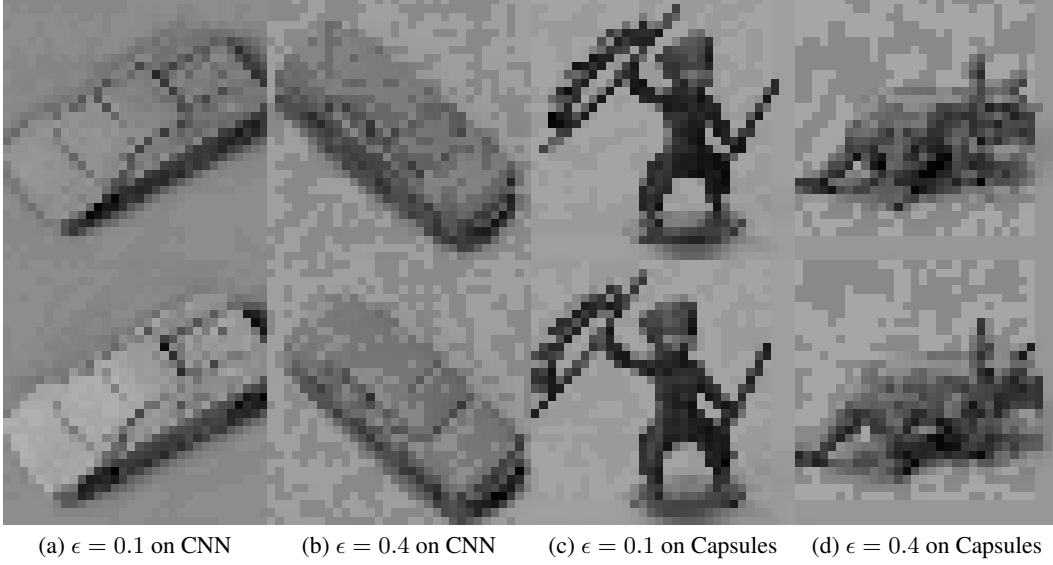 (a) ϵ = 0.1 on CNN
(b) ϵ = 0.4 on CNN
(c) ϵ = 0.1 on Capsules
(d) ϵ = 0.4 on Capsules